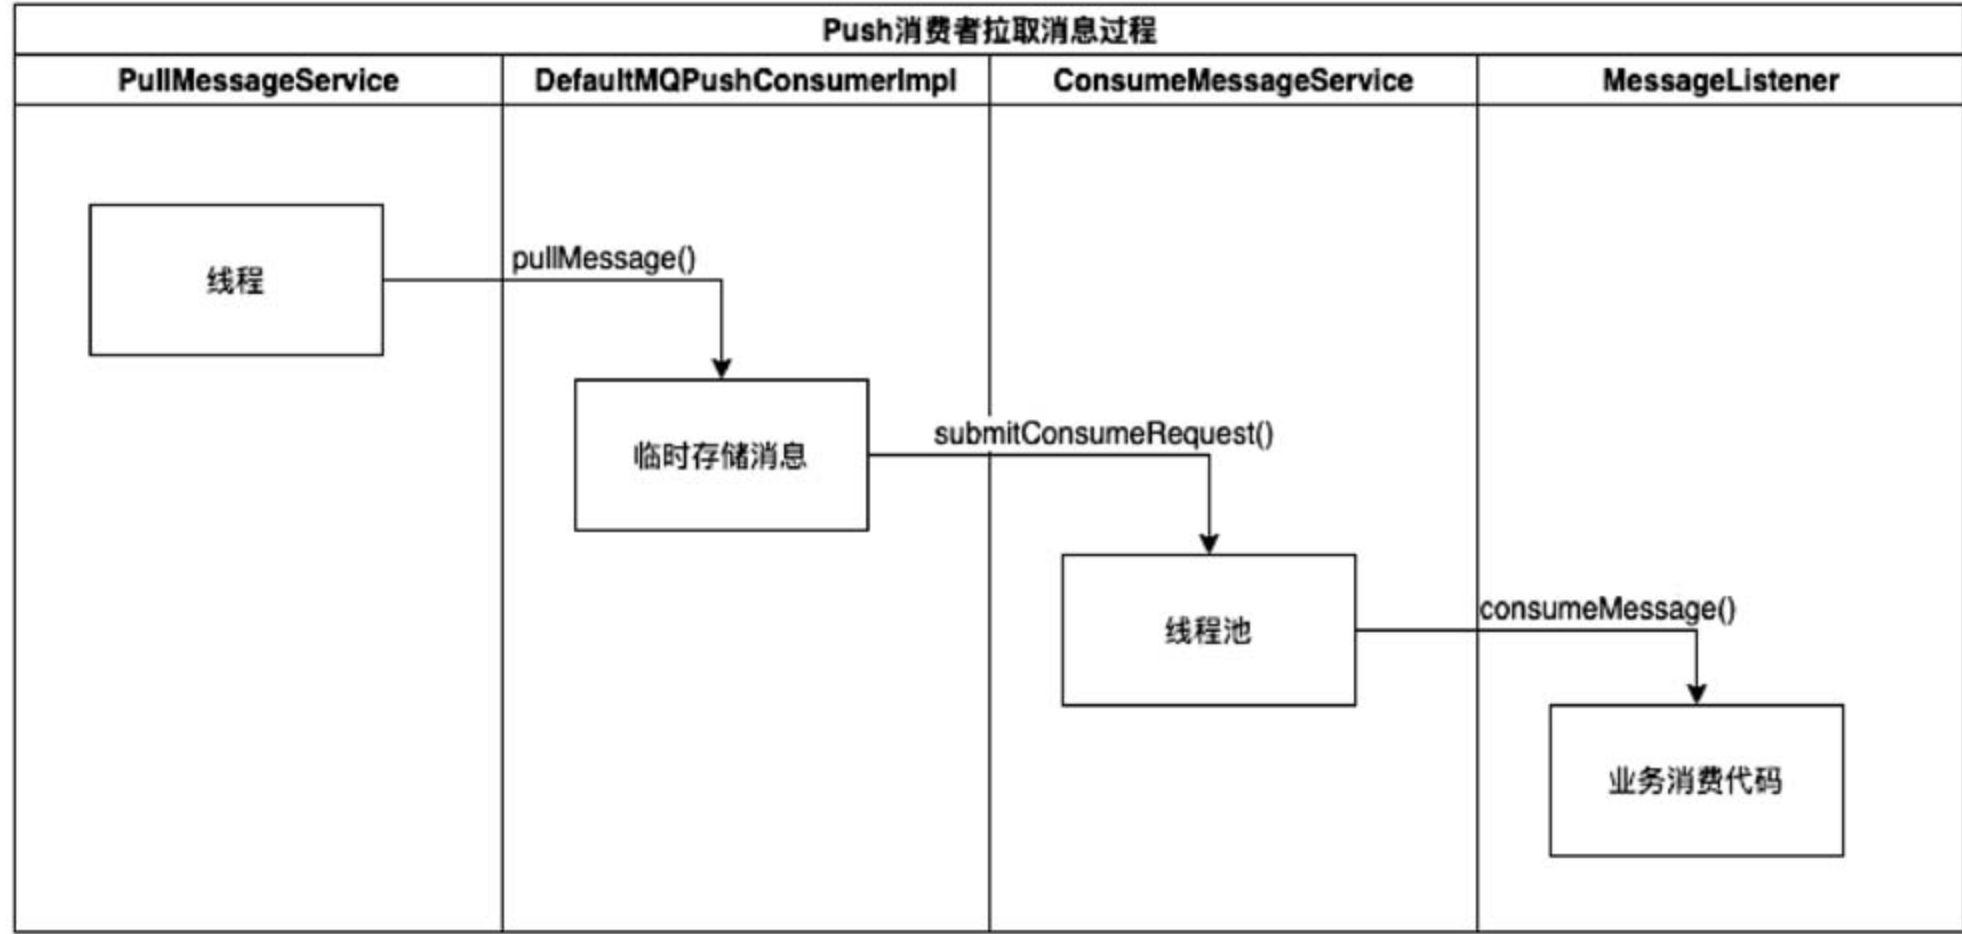 Push消费者拉取消息过程
PullMessageService
DefaultMQPushConsumerImpl
ConsumeMessageService
MessageListener
线程
pullMessage()
临时存储消息
submitConsumeRequest()
线程池
consumeMessage()
业务消费代码